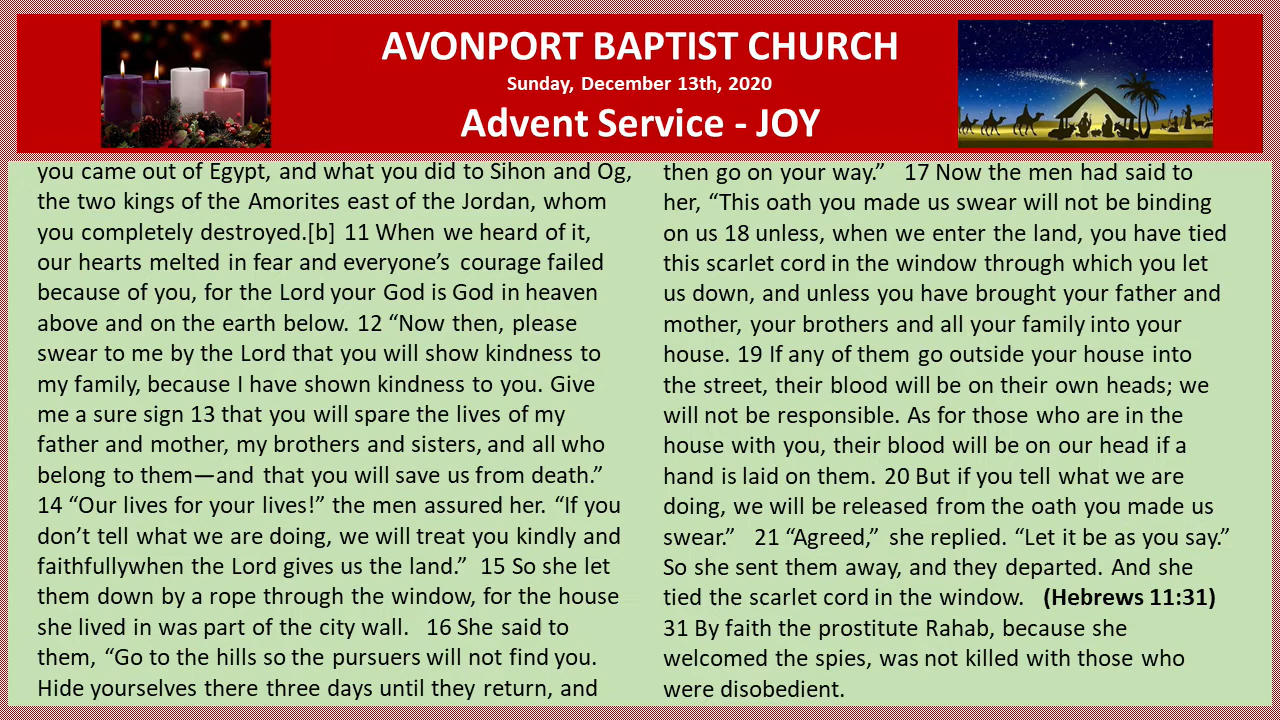 AVONPORT BAPTIST CHURCH
Sunday, December 13th, 2020
Advent Service - JOY
you came out of Egypt, and what you did to Sihon and Og,
the two kings of the Amorites east of the Jordan, whom
you completely destroyed.[b] 11 When we heard of it,
our hearts melted in fear and everyone’s courage failed
because of you, for the Lord your God is God in heaven
above and on the earth below. 12 “Now then, please
swear to me by the Lord that you will show kindness to
my family, because I have shown kindness to you. Give
me a sure sign 13 that you will spare the lives of my
father and mother, my brothers and sisters, and all who
belong to them—and that you will save us from death.”
14 “Our lives for your lives!” the men assured her. “If you
don’t tell what we are doing, we will treat you kindly and
faithfullywhen the Lord gives us the land.” 15 So she let
them down by a rope through the window, for the house
she lived in was part of the city wall. 16 She said to
them, “Go to the hills so the pursuers will not find you.
Hide yourselves there three days until they return, and
then go on your way.” 17 Now the men had said to
her, “This oath you made us swear will not be binding
on us 18 unless, when we enter the land, you have tied
this scarlet cord in the window through which you let
us down, and unless you have brought your father and
mother, your brothers and all your family into your
house. 19 If any of them go outside your house into
the street, their blood will be on their own heads; we
will not be responsible. As for those who are in the
house with you, their blood will be on our head if a
hand is laid on them. 20 But if you tell what we are
doing, we will be released from the oath you made us
swear.” 21 “Agreed,” she replied. “Let it be as you say.”
So she sent them away, and they departed. And she
tied the scarlet cord in the window. (Hebrews 11:31)
31 By faith the prostitute Rahab, because she
welcomed the spies, was not killed with those who
were disobedient.